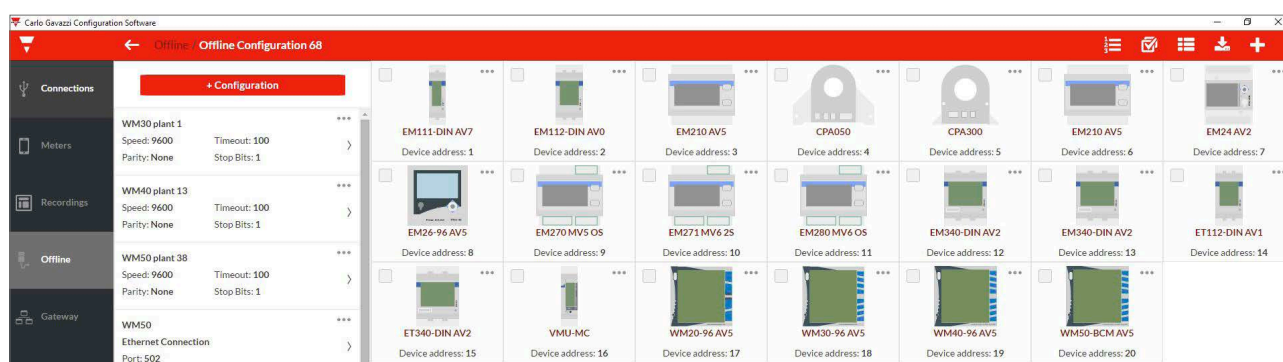 Carlo Gavazzi Configuration Software
Offline / Offline Configuration 68
Connections
Meters
Recordings
Offline
Gateway
+ Configuration
WM30 plant 1
Speed: 9600 Timeout: 100
Parity: None Stop Bits: 1
WM40 plant 13
Speed: 9600 Timeout: 100
Parity: None Stop Bits: 1
WM50 plant 38
Speed: 9600 Timeout: 100
Parity: None Stop Bits: 1
WM50
Ethernet Connection
Port: 502
EM111-DIN AV7
Device address: 1
EM112-DIN AV0
Device address: 2
EM210 AV5
Device address: 3
CPA050
Device address: 4
CPA300
Device address: 5
EM210 AV5
Device address: 6
EM24 AV2
Device address: 7
EM26-96 AV5
Device address: 8
EM270 MV5 OS
Device address: 9
EM271 MV6 2S
Device address: 10
EM280 MV6 OS
Device address: 11
EM340-DIN AV2
Device address: 12
EM340-DIN AV2
Device address: 13
ET112-DIN AV1
Device address: 14
ET340-DIN AV2
Device address: 15
VMU-MC
Device address: 16
WM20-96 AV5
Device address: 17
WM30-96 AV5
Device address: 18
WM40-96 AV5
Device address: 19
WM50-BCM AV5
Device address: 20